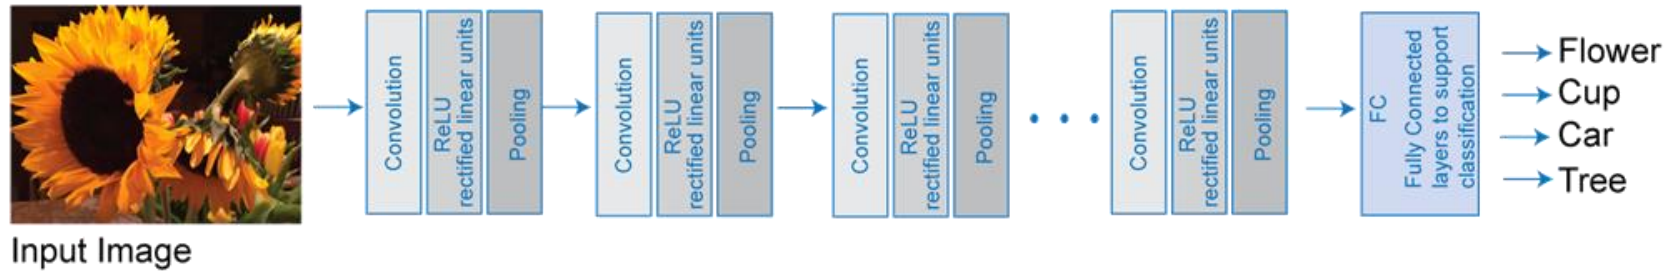 Convolution
ReLU
rectified linear units
Pooling
Convolution
ReLU
rectified linear units
Pooling
Convolution
ReLU
rectified linear units
Pooling
Convolution
ReLU
rectified linear units
Pooling
FC
Fully Connected
layers to support
classification
Flower
Cup
Car
Tree
Input Image